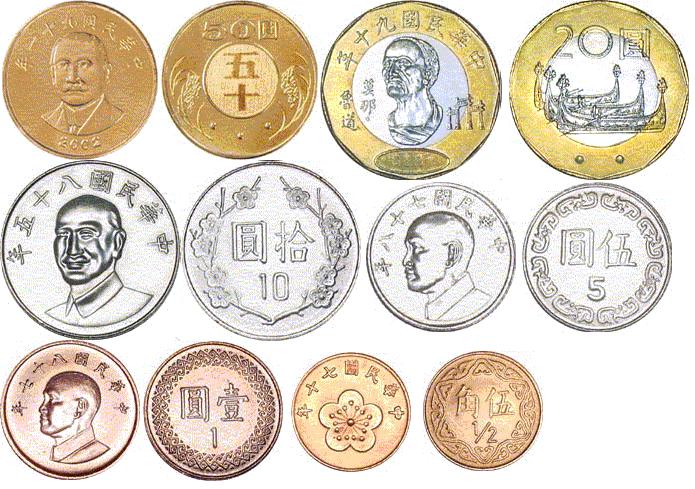 中華民國九十一年
2002
50圓
五十
中華民國九十年
莫那
魯道
20圓
中華民國八十五年
拾圓
10
中華民國七十八年
伍圓
5
中華民國八十七年
壹圓
1
中華民國七十年
伍角
1/2